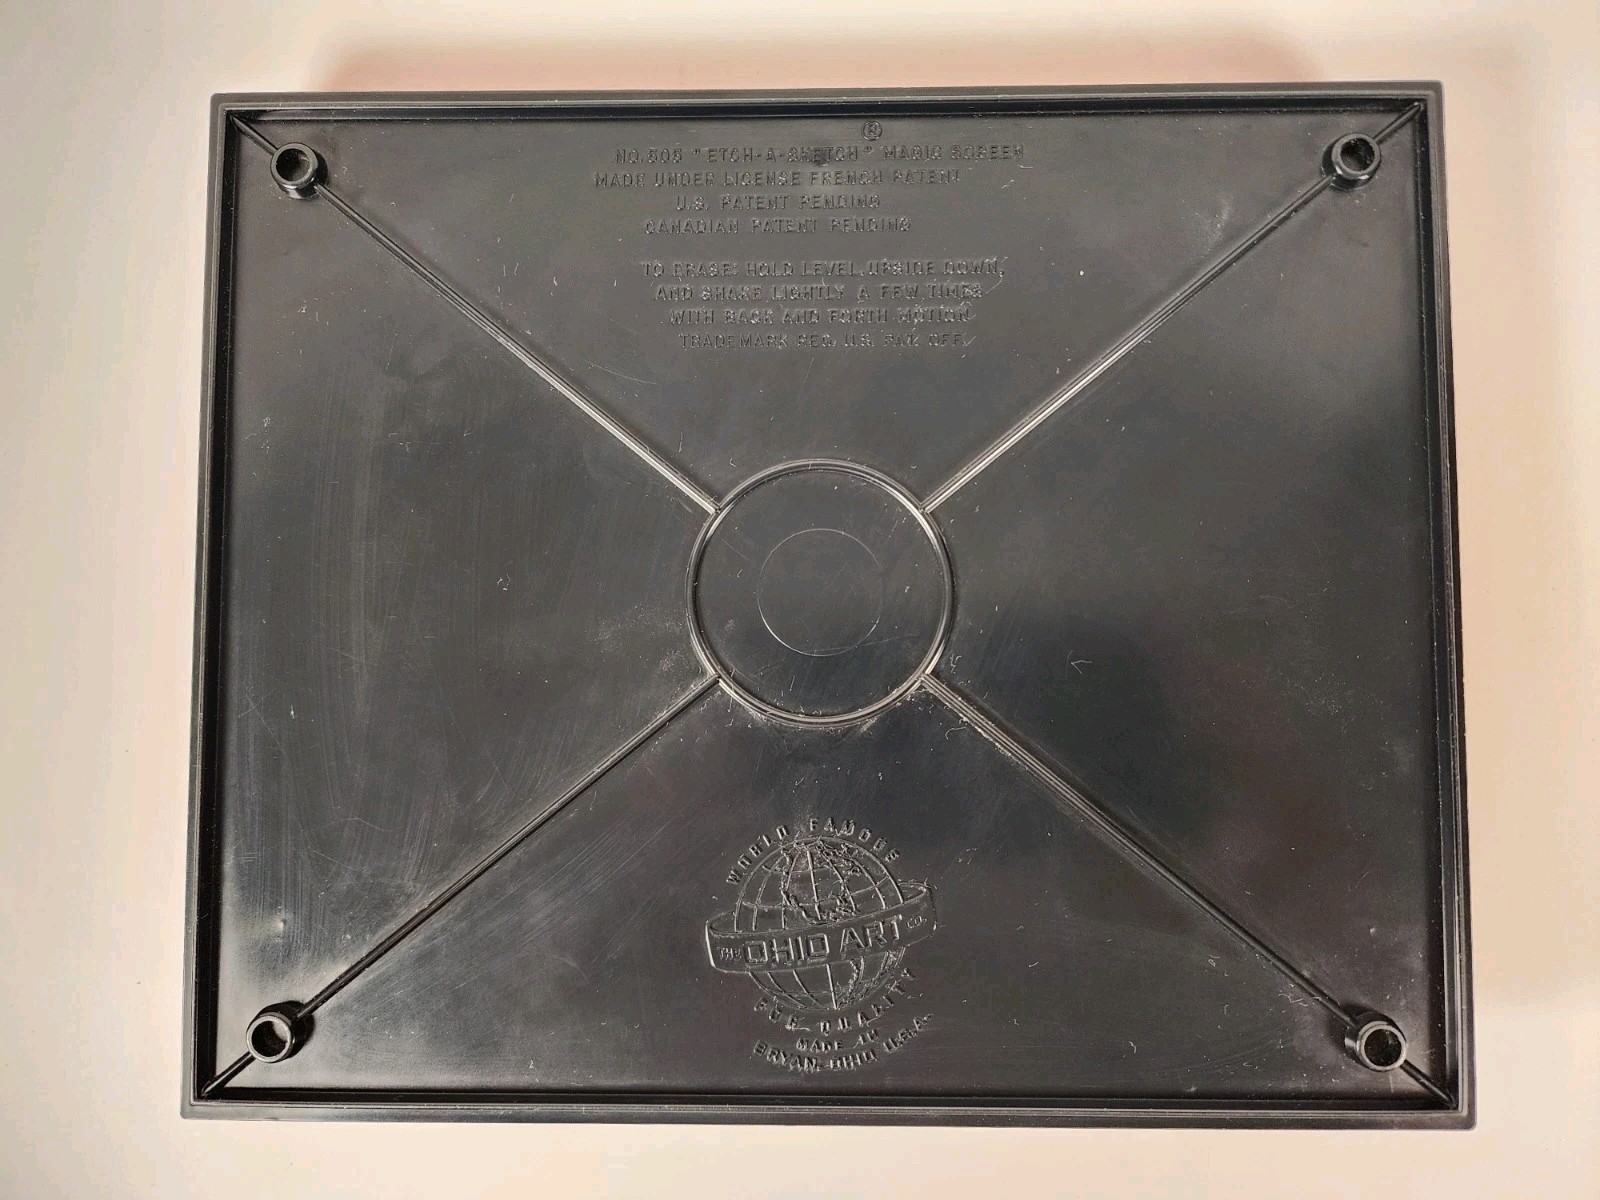 ®
NO. 505 "ETCH-A-SKETCH" MAGIC SCREEN
MADE UNDER LICENSE FRENCH PATENT
U.S. PATENT PENDING
CANADIAN PATENT PENDING
TO ERASE: HOLD LEVEL, UPSIDE DOWN,
AND SHAKE LIGHTLY A FEW TIMES
WITH BACK AND FORTH MOTION
TRADEMARK REG. U.S. PAT. OFF.
WORLD FAMOUS
THE OHIO ART CO.
FOR QUALITY
MADE IN
BRYAN-OHIO U.S.A.